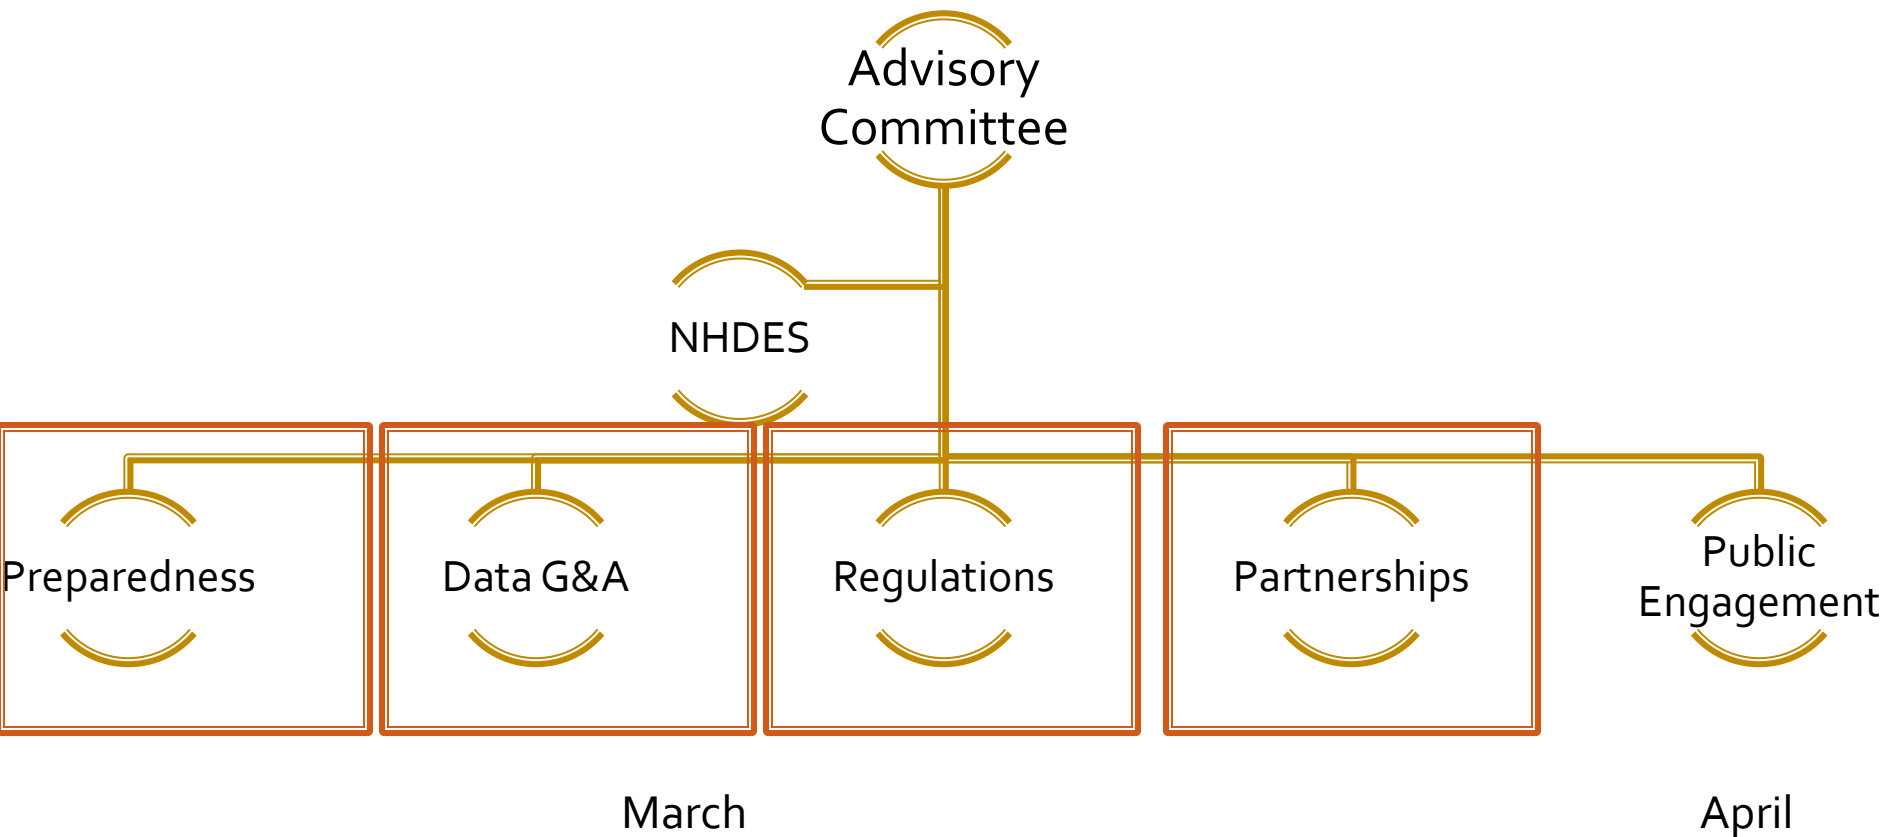 Advisory
Committee
NHDES
Preparedness
Data G&A
Regulations
Partnerships
Public
Engagement
March
April